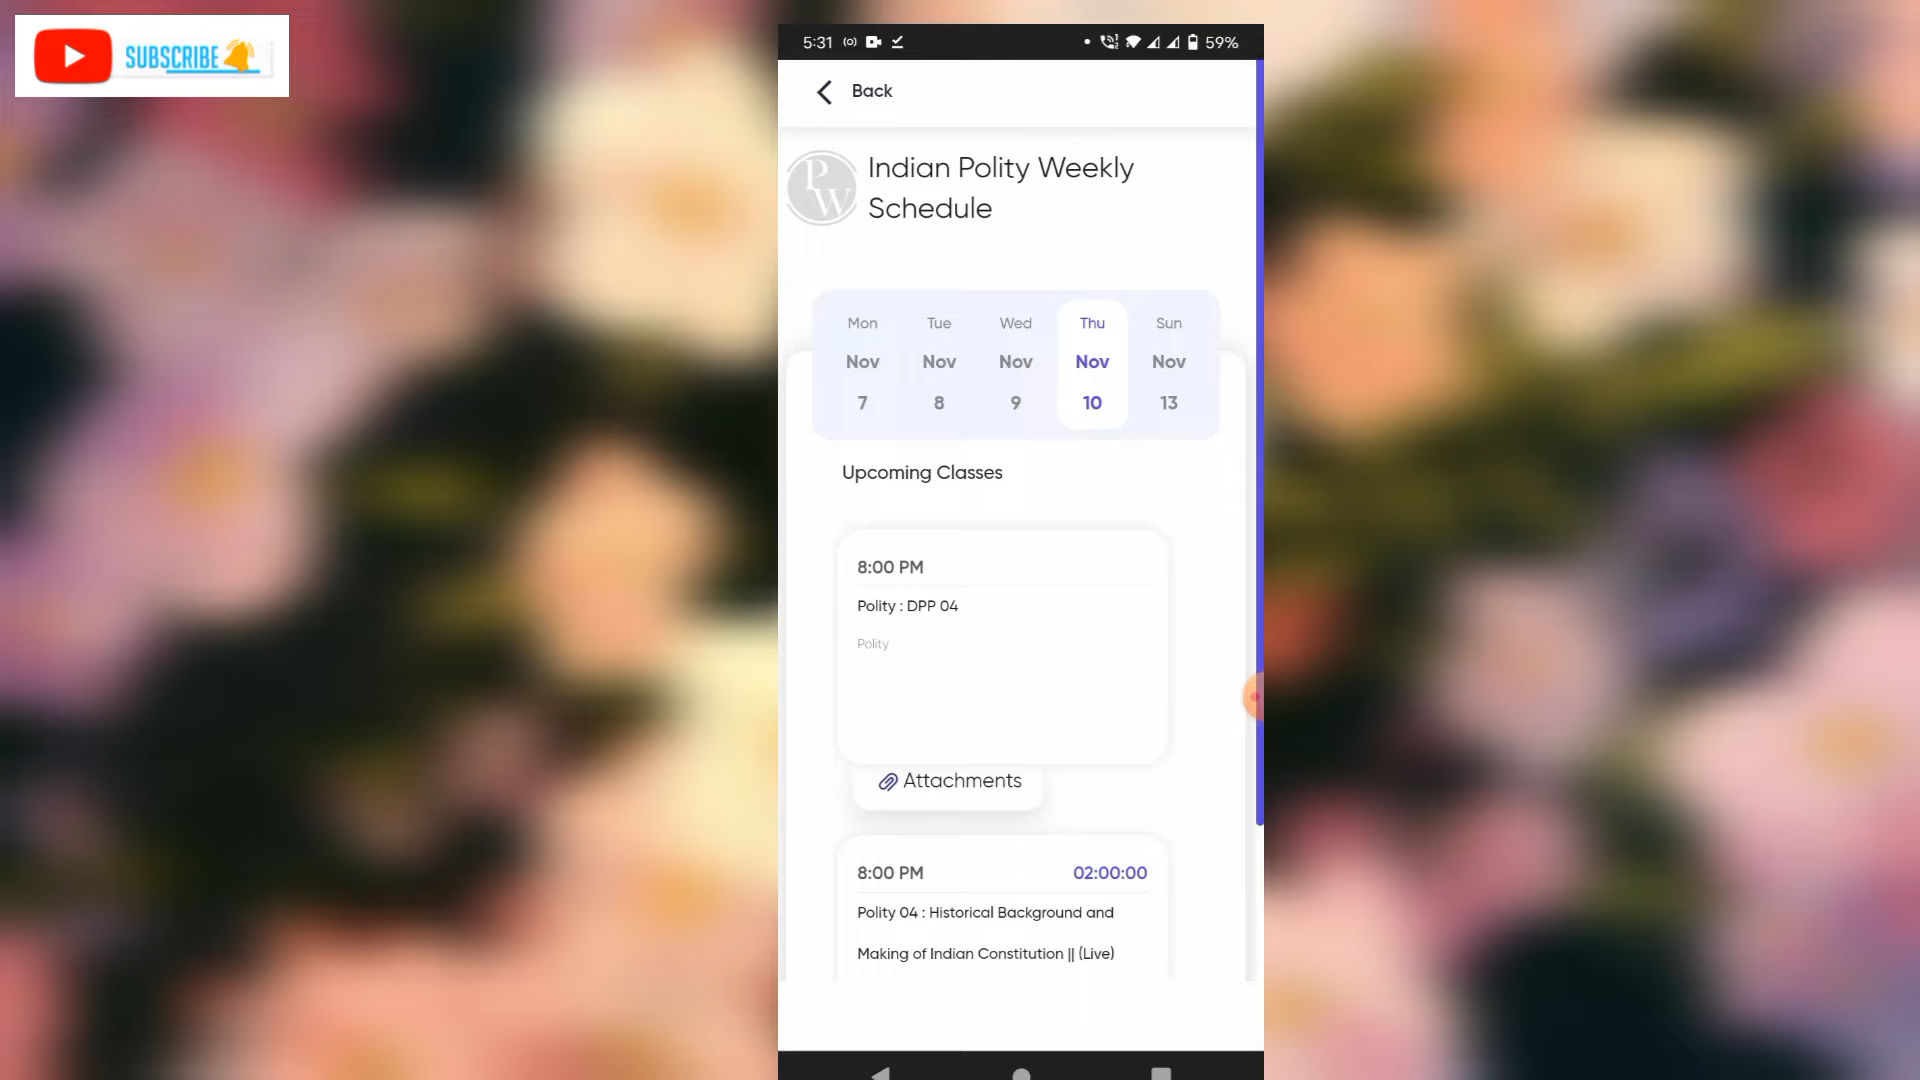 SUBSCRIBE
5:31
59%
Back
PW
Indian Polity Weekly
Schedule
Mon Tue Wed Thu Sun
Nov Nov Nov Nov Nov
7 8 9 10 13
Upcoming Classes
8:00 PM
Polity : DPP 04
Polity
Attachments
8:00 PM 02:00:00
Polity 04 : Historical Background and
Making of Indian Constitution || (Live)